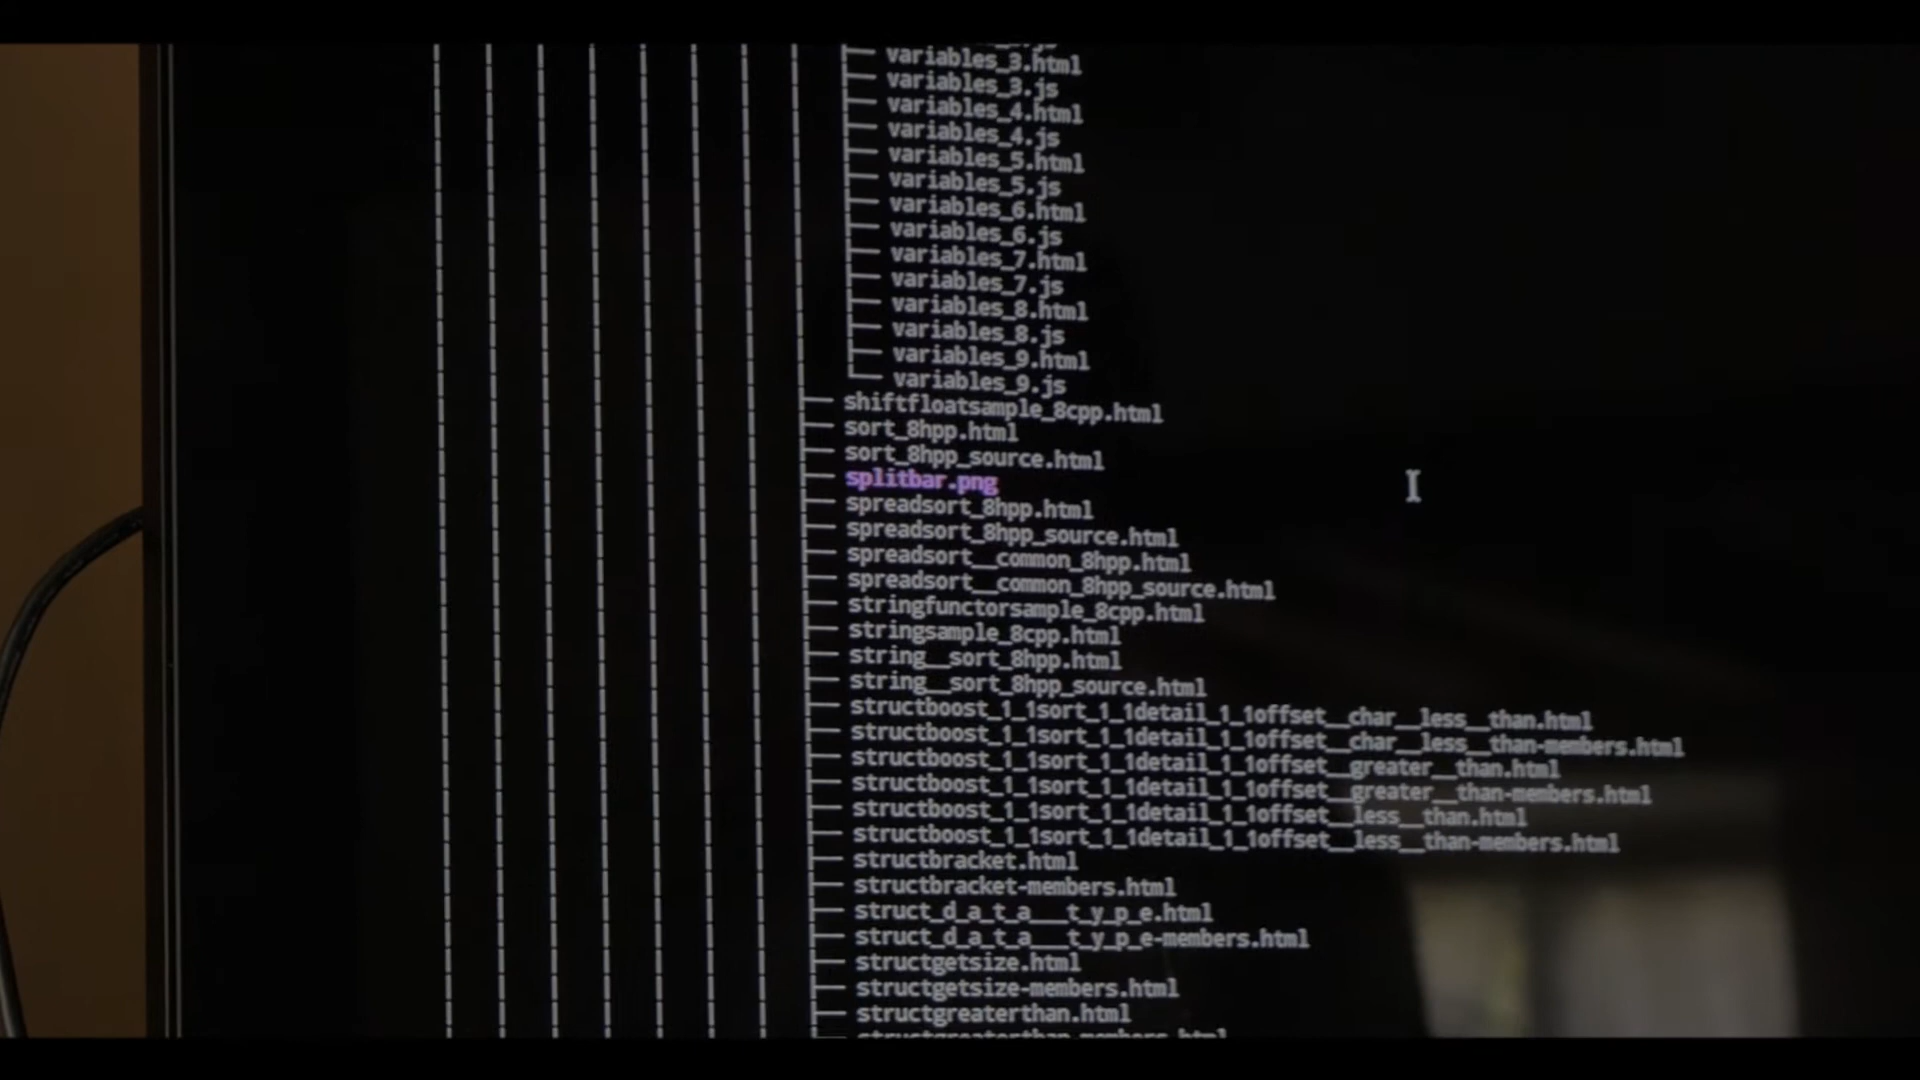 variables_3.html
variables_3.js
variables_4.html
variables_4.js
variables_5.html
variables_5.js
variables_6.html
variables_6.js
variables_7.html
variables_7.js
variables_8.html
variables_8.js
variables_9.html
variables_9.js
shiftfloatsample_8cpp.html
sort_8hpp.html
sort_8hpp_source.html
splitbar.png
spreadsort_8hpp.html
spreadsort_8hpp_source.html
spreadsort__common_8hpp.html
spreadsort__common_8hpp_source.html
stringfunctorsample_8cpp.html
stringsample_8cpp.html
string__sort_8hpp.html
string__sort_8hpp_source.html
structboost_1_1sort_1_1detail_1_1offset__char__less__than.html
structboost_1_1sort_1_1detail_1_1offset__char__less__than-members.html
structboost_1_1sort_1_1detail_1_1offset__greater__than.html
structboost_1_1sort_1_1detail_1_1offset__greater__than-members.html
structboost_1_1sort_1_1detail_1_1offset__less__than.html
structboost_1_1sort_1_1detail_1_1offset__less__than-members.html
structbracket.html
structbracket-members.html
struct_d_a_t_a___t_y_p_e.html
struct_d_a_t_a___t_y_p_e-members.html
structgetsize.html
structgetsize-members.html
structgreaterthan.html
structgreaterthan-members.html